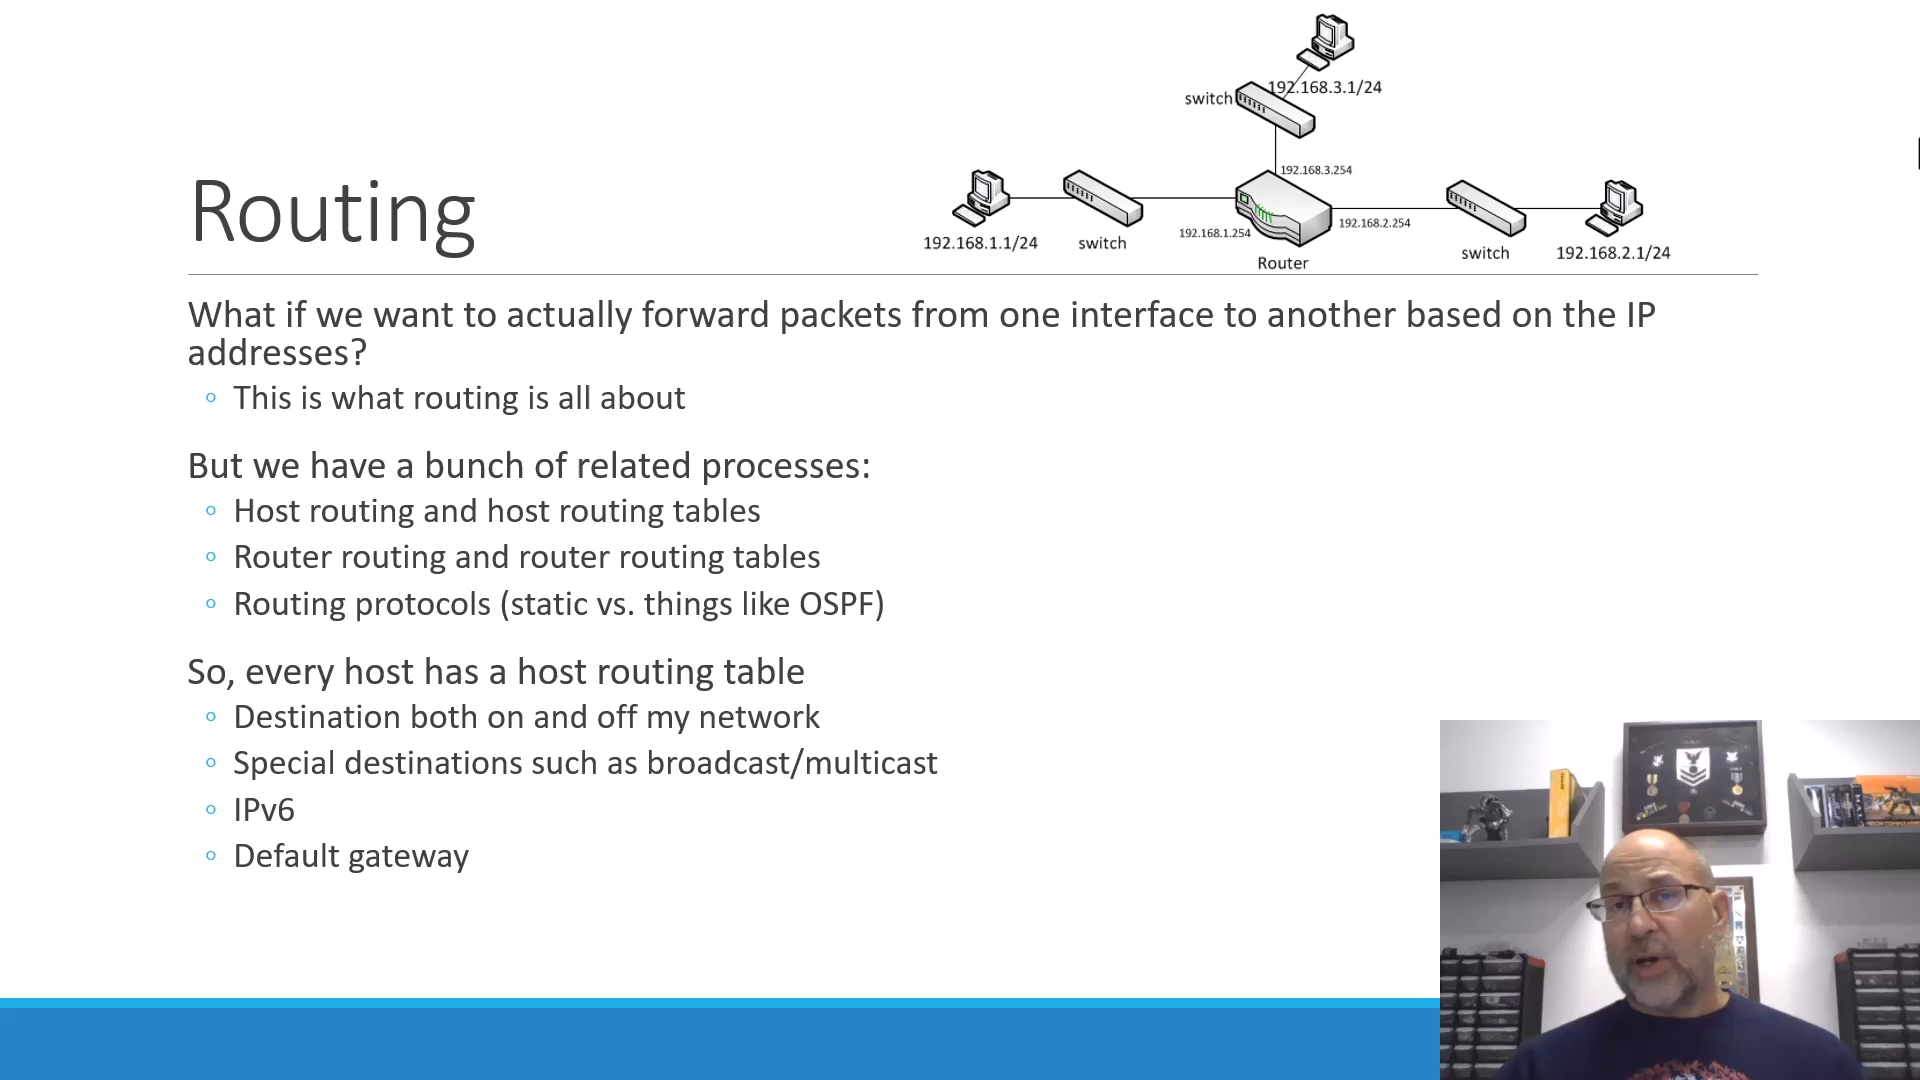 192.168.3.1/24
switch
192.168.3.254
192.168.2.254
192.168.1.254
192.168.1.1/24
switch
switch
192.168.2.1/24
Router
Routing
What if we want to actually forward packets from one interface to another based on the IP
addresses?
This is what routing is all about
But we have a bunch of related processes:
Host routing and host routing tables
Router routing and router routing tables
Routing protocols (static vs. things like OSPF)
So, every host has a host routing table
Destination both on and off my network
Special destinations such as broadcast/multicast
IPv6
Default gateway